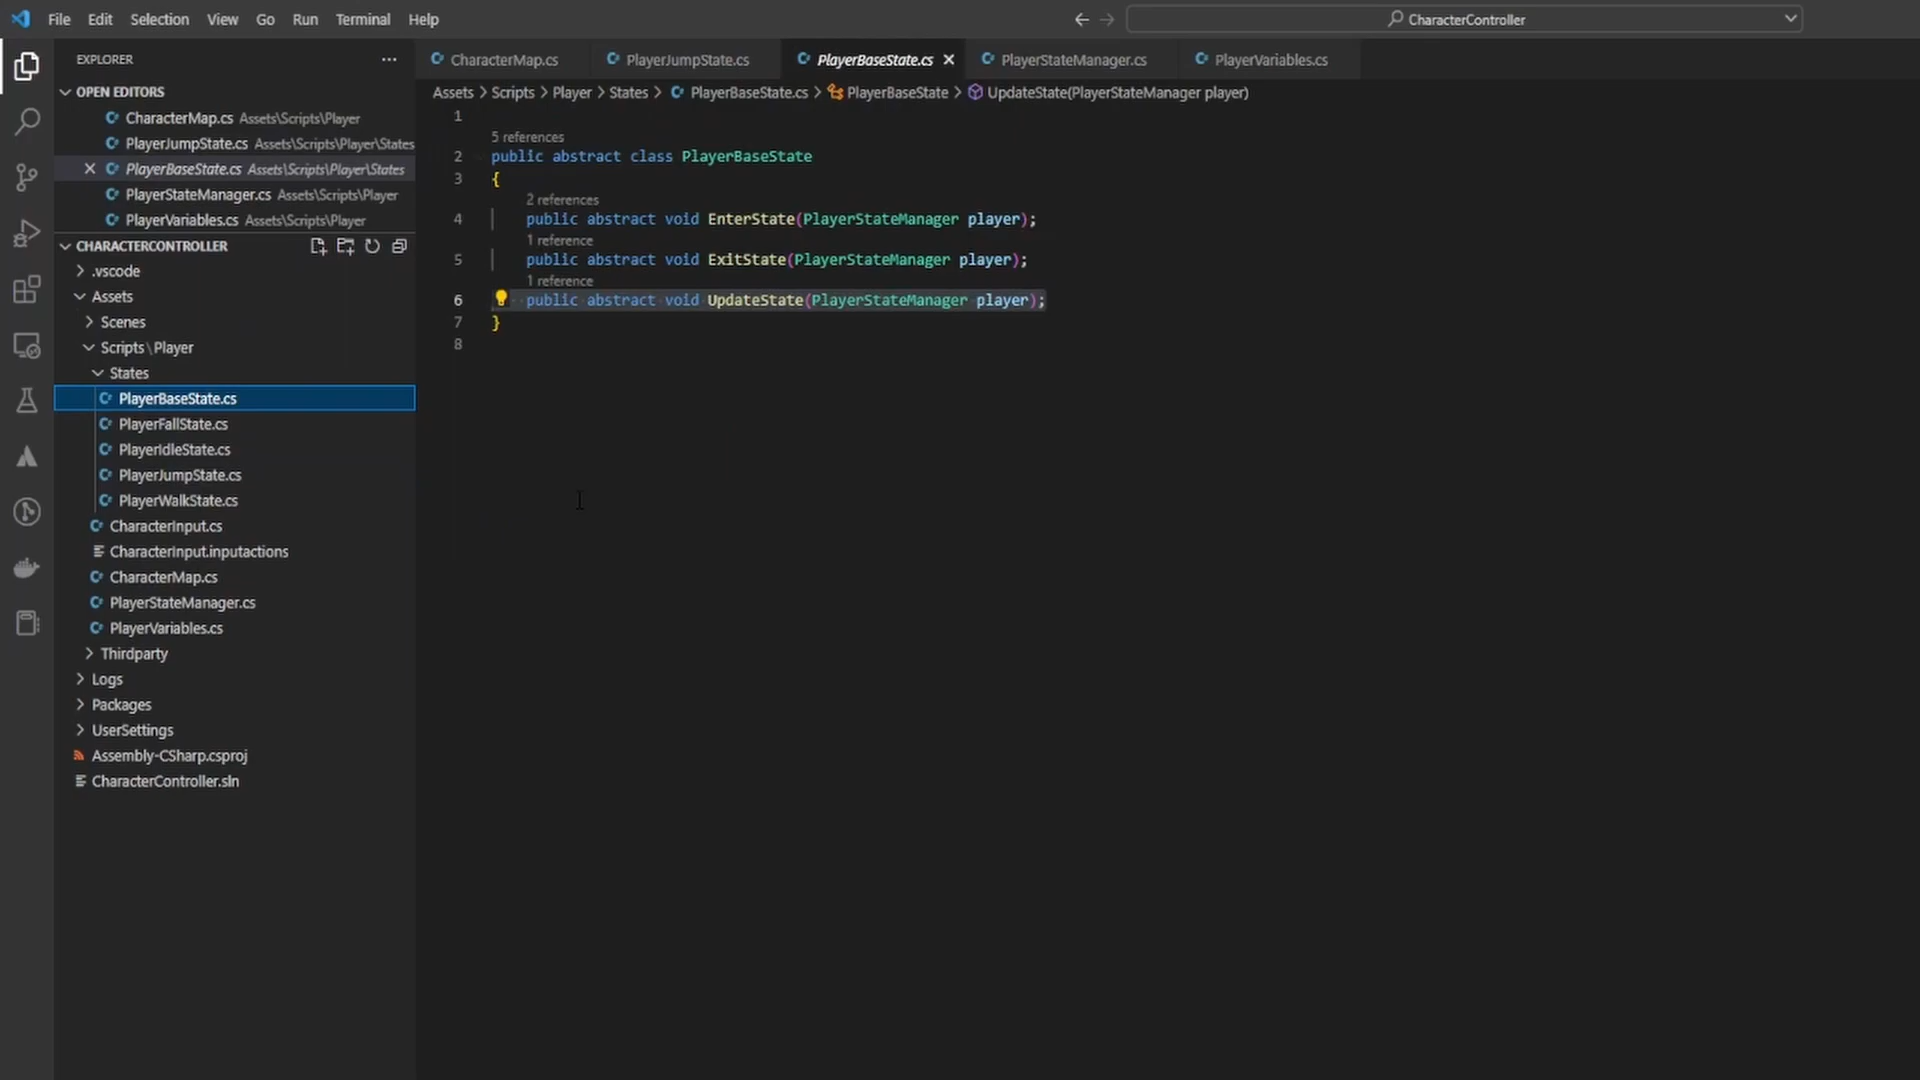 File Edit Selection View Go Run Terminal Help
CharacterController
EXPLORER
OPEN EDITORS
CharacterMap.cs Assets\Scripts\Player
PlayerJumpState.cs Assets\Scripts\Player\States
PlayerBaseState.cs Assets\Scripts\Player\States
PlayerStateManager.cs Assets\Scripts\Player
PlayerVariables.cs Assets\Scripts\Player
CHARACTERCONTROLLER
.vscode
Assets
Scenes
Scripts\Player
States
PlayerBaseState.cs
PlayerFallState.cs
PlayerIdleState.cs
PlayerJumpState.cs
PlayerWalkState.cs
CharacterInput.cs
CharacterInput.inputactions
CharacterMap.cs
PlayerStateManager.cs
PlayerVariables.cs
Thirdparty
Logs
Packages
UserSettings
Assembly-CSharp.csproj
CharacterController.sln
CharacterMap.cs PlayerJumpState.cs PlayerBaseState.cs PlayerStateManager.cs PlayerVariables.cs
Assets > Scripts > Player > States > PlayerBaseState.cs > PlayerBaseState > UpdateState(PlayerStateManager player)
1
5 references
2 public abstract class PlayerBaseState
3 {
2 references
4 public abstract void EnterState(PlayerStateManager player);
1 reference
5 public abstract void ExitState(PlayerStateManager player);
1 reference
6 public abstract void UpdateState(PlayerStateManager player);
7 }
8